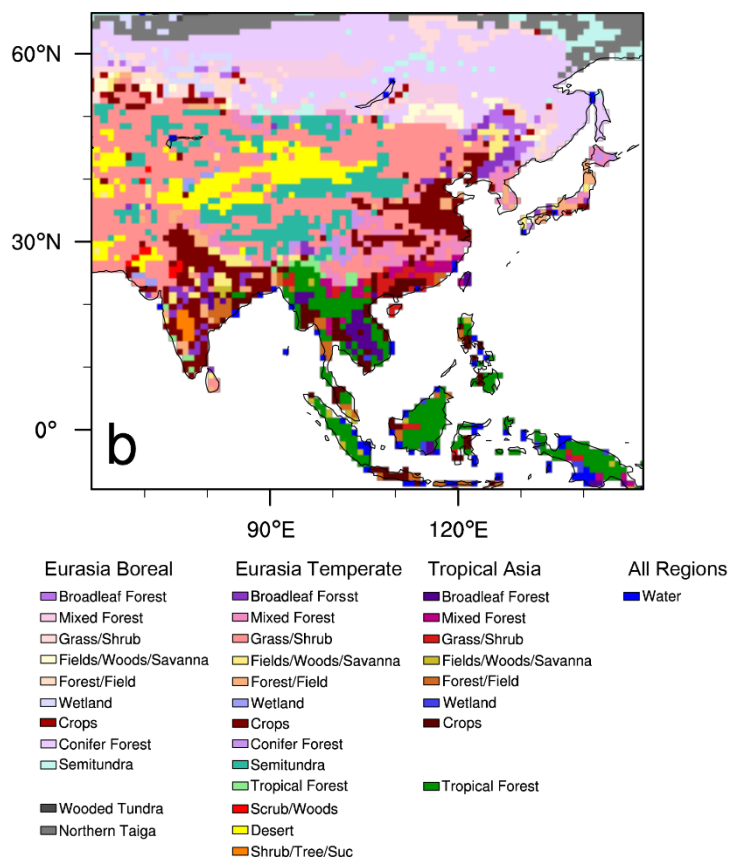 60°N
30°N
0°
b
90°E 120°E
Eurasia Boreal Eurasia Temperate Tropical Asia All Regions
Broadleaf Forest Broadleaf Forsst Broadleaf Forest Water
Mixed Forest Mixed Forest Mixed Forest
Grass/Shrub Grass/Shrub Grass/Shrub
Fields/Woods/Savanna Fields/Woods/Savanna Fields/Woods/Savanna
Forest/Field Forest/Field Forest/Field
Wetland Wetland Wetland
Crops Crops Crops
Conifer Forest Conifer Forest
Semitundra Semitundra
Tropical Forest Tropical Forest
Wooded Tundra Scrub/Woods
Northern Taiga Desert
Shrub/Tree/Suc